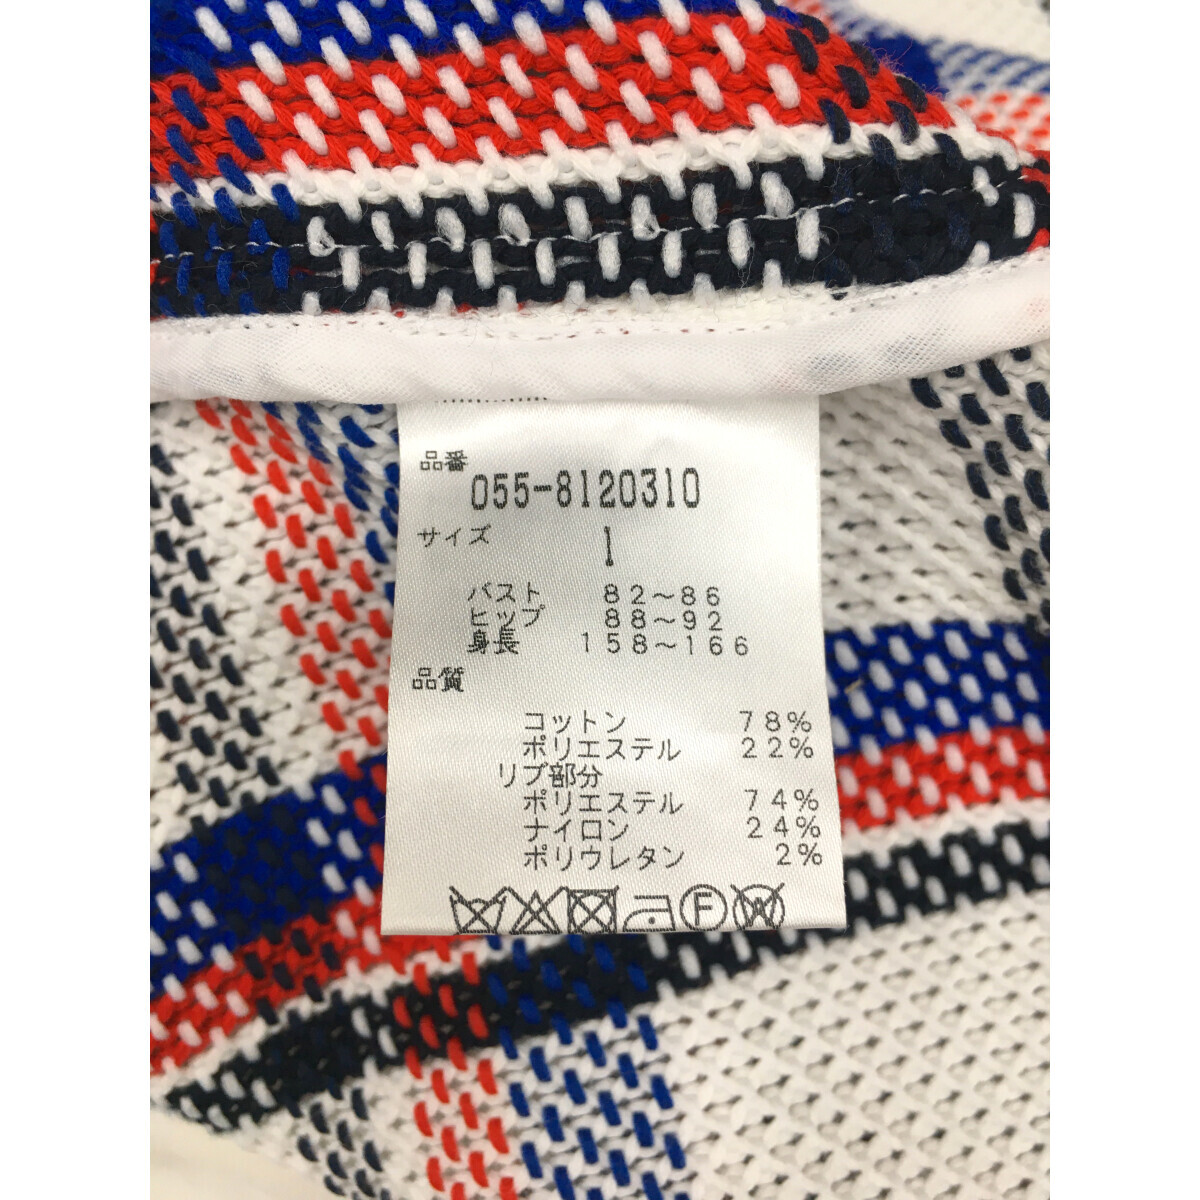 品番
055-8120310
サイズ 1
バスト 82～86
ヒップ 88～92
身長 158～166
品質
コットン 78%
ポリエステル 22%
リブ部分
ポリエステル 74%
ナイロン 24%
ポリウレタン 2%
F W